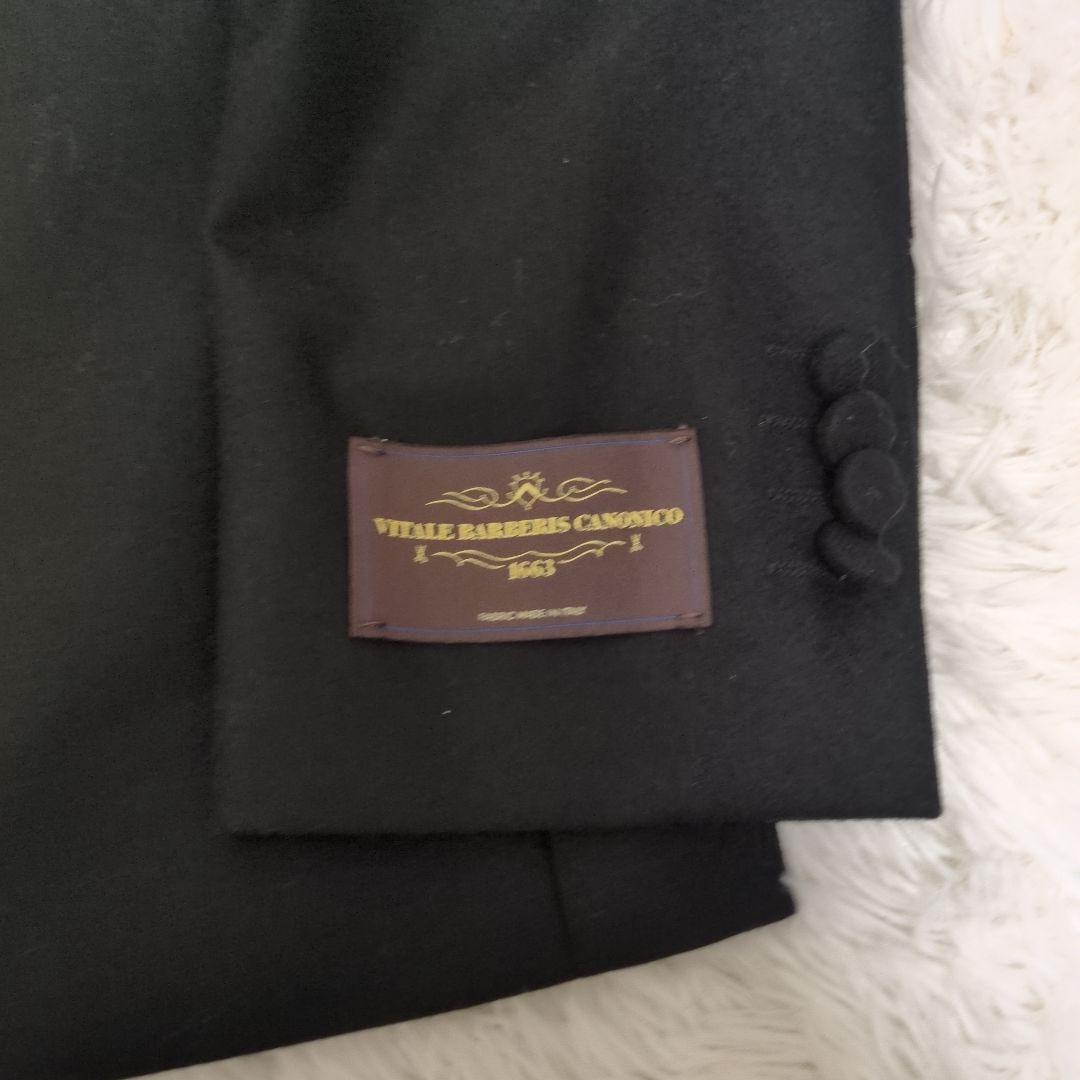 VITALE BARBERIS CANONICO
1663
FABRIC MADE IN ITALY